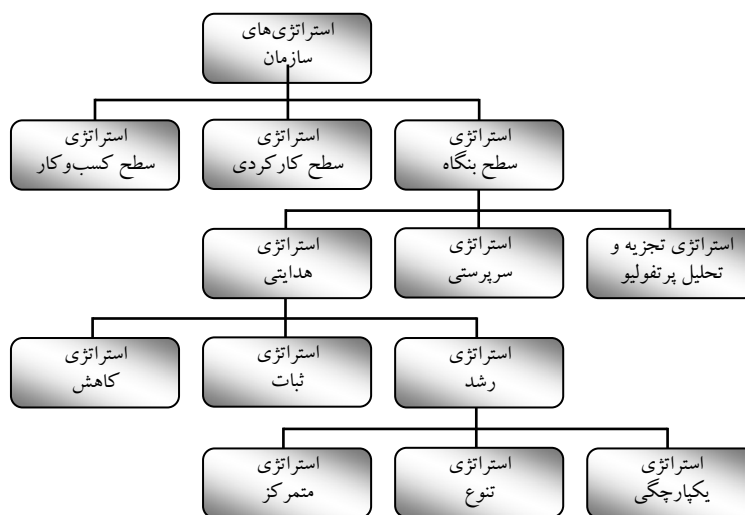 استراتژی‌های
سازمان
استراتژی
سطح بنگاه
استراتژی
سطح کارکردی
استراتژی
سطح کسب‌وکار
استراتژی تجزیه و
تحلیل پرتفولیو
استراتژی
سرپرستی
استراتژی
هدایتی
استراتژی
رشد
استراتژی
ثبات
استراتژی
کاهش
استراتژی
یکپارچگی
استراتژی
تنوع
استراتژی
متمرکز